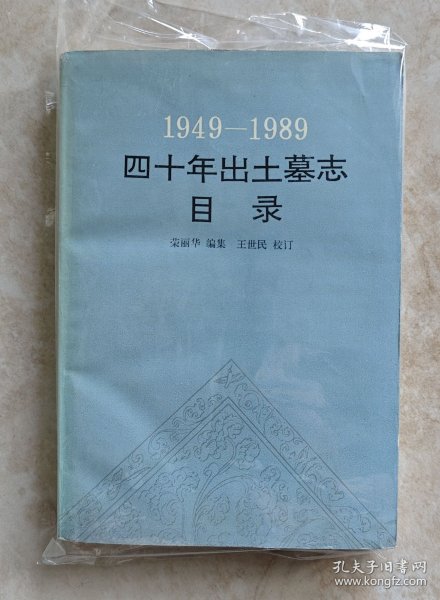 1949—1989
四十年出土墓志
目录
荣丽华 编集 王世民 校订
孔夫子旧书网
www.kongfz.com